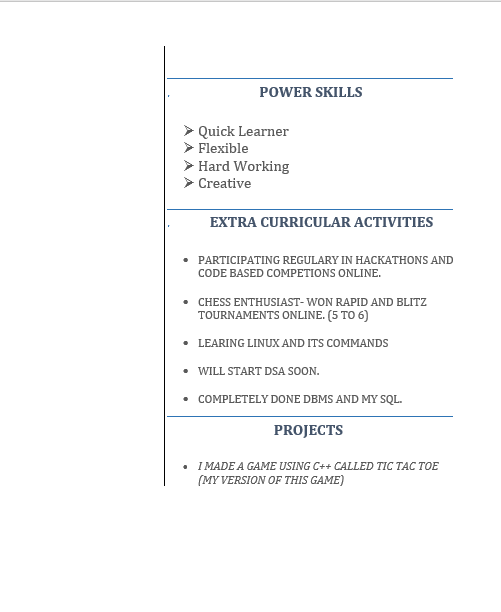 POWER SKILLS
➢ Quick Learner
➢ Flexible
➢ Hard Working
➢ Creative
EXTRA CURRICULAR ACTIVITIES
• PARTICIPATING REGULARY IN HACKATHONS AND
CODE BASED COMPETIONS ONLINE.
• CHESS ENTHUSIAST- WON RAPID AND BLITZ
TOURNAMENTS ONLINE. (5 TO 6)
• LEARING LINUX AND ITS COMMANDS
• WILL START DSA SOON.
• COMPLETELY DONE DBMS AND MY SQL.
PROJECTS
• I MADE A GAME USING C++ CALLED TIC TAC TOE
(MY VERSION OF THIS GAME)